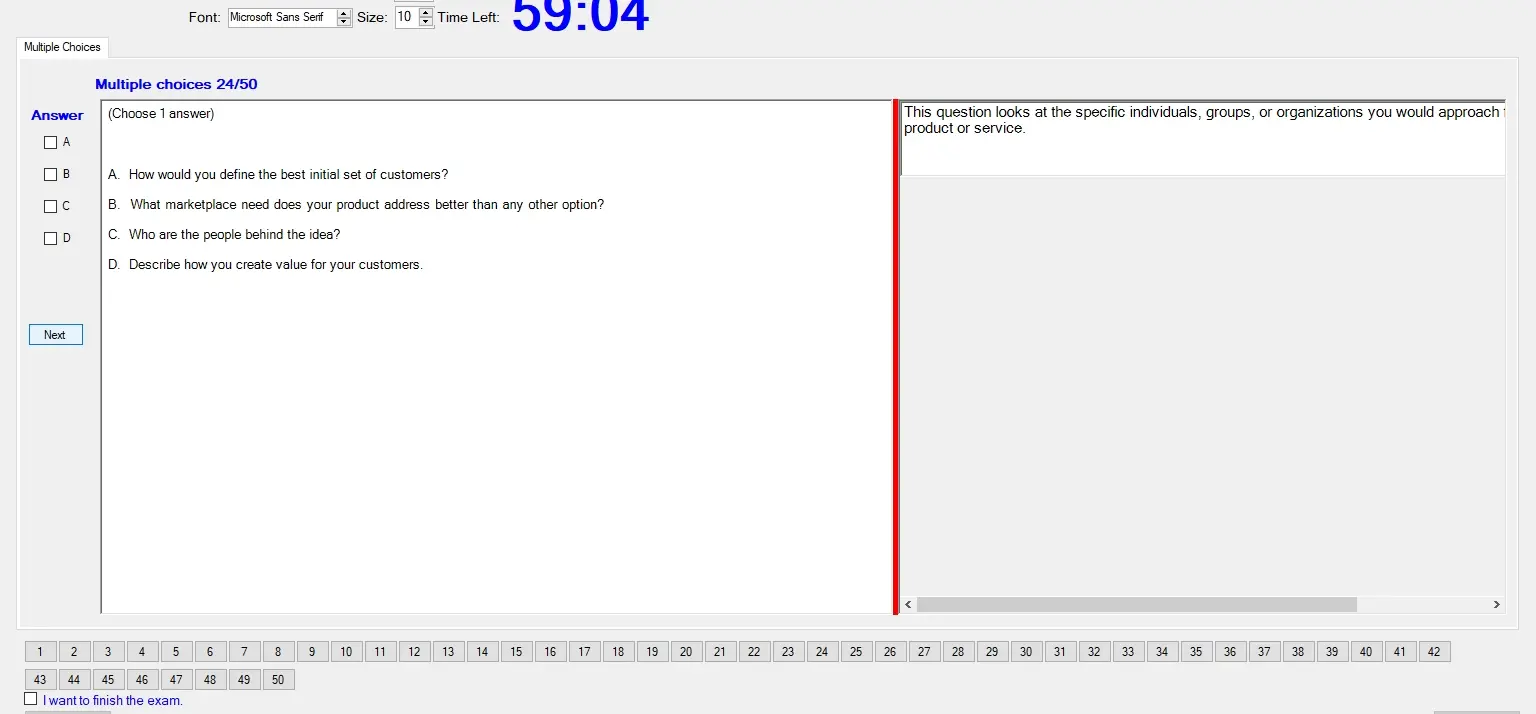 Font: Microsoft Sans Serif Size: 10 Time Left: 59:04
Multiple Choices
Multiple choices 24/50
Answer
A
B
C
D
Next
(Choose 1 answer)
A. How would you define the best initial set of customers?
B. What marketplace need does your product address better than any other option?
C. Who are the people behind the idea?
D. Describe how you create value for your customers.
This question looks at the specific individuals, groups, or organizations you would approach
product or service.
1 2 3 4 5 6 7 8 9 10 11 12 13 14 15 16 17 18 19 20 21 22 23 24 25 26 27 28 29 30 31 32 33 34 35 36 37 38 39 40 41 42
43 44 45 46 47 48 49 50
I want to finish the exam.